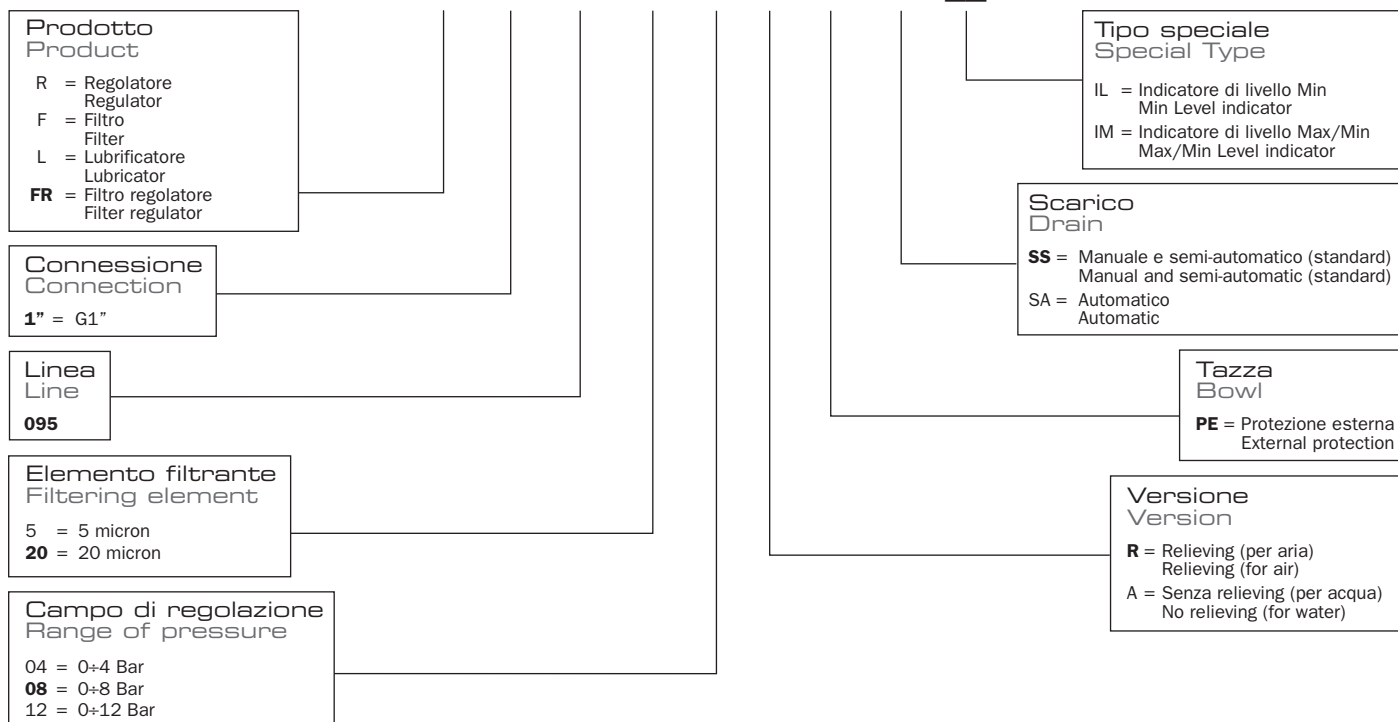 Prodotto
Product
R = Regolatore
Regulator
F = Filtro
Filter
L = Lubrificatore
Lubricator
FR = Filtro regolatore
Filter regulator
Connessione
Connection
1” = G1”
Linea
Line
095
Elemento filtrante
Filtering element
5 = 5 micron
20 = 20 micron
Campo di regolazione
Range of pressure
04 = 0÷4 Bar
08 = 0÷8 Bar
12 = 0÷12 Bar
Tipo speciale
Special Type
IL = Indicatore di livello Min
Min Level indicator
IM = Indicatore di livello Max/Min
Max/Min Level indicator
Scarico
Drain
SS = Manuale e semi-automatico (standard)
Manual and semi-automatic (standard)
SA = Automatico
Automatic
Tazza
Bowl
PE = Protezione esterna
External protection
Versione
Version
R = Relieving (per aria)
Relieving (for air)
A = Senza relieving (per acqua)
No relieving (for water)